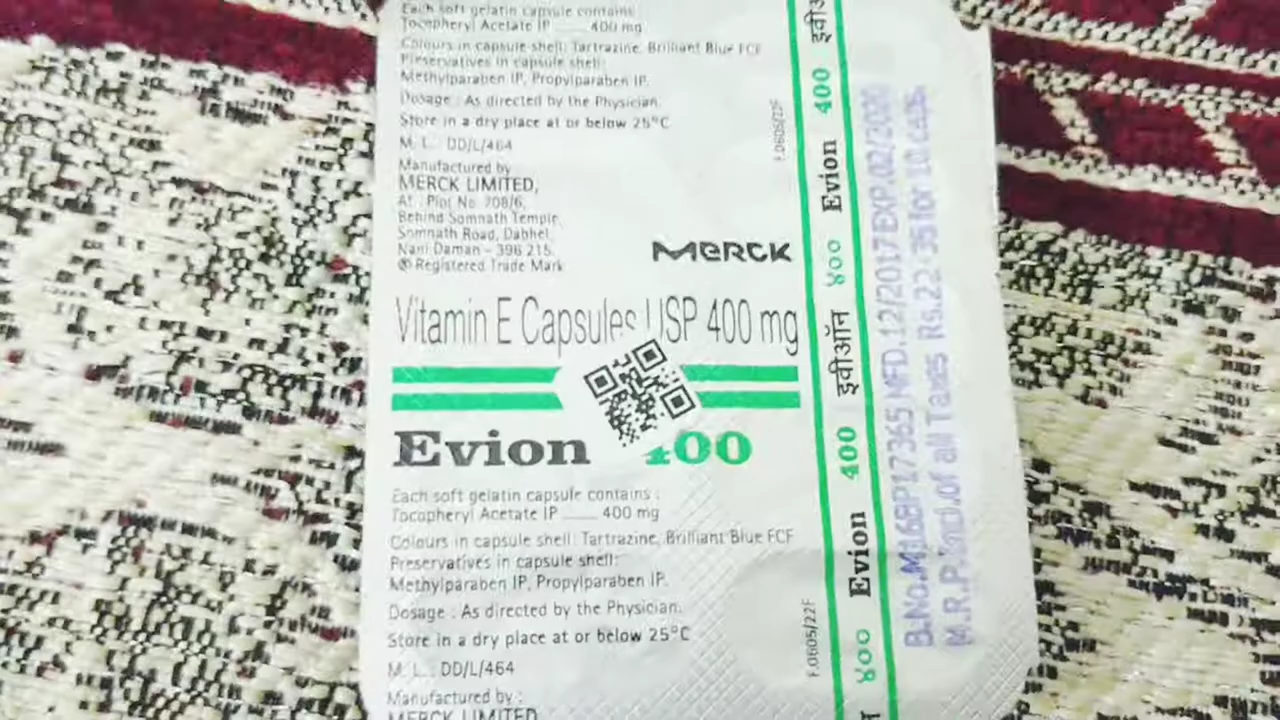 Each soft gelatin capsule contains :
Tocopheryl Acetate IP ........ 400 mg
Colours in capsule shell: Tartrazine, Brilliant Blue FCF
Preservatives in capsule shell:
Methylparaben IP, Propylparaben IP.
Dosage : As directed by the Physician.
Store in a dry place at or below 25°C
M. L. : DD/L/464
Manufactured by :
MERCK LIMITED,
At : Plot No. 708/6,
Behind Somnath Temple,
Somnath Road, Dabhel,
Nani Daman - 396 215.
® Registered Trade Mark
MERCK
Vitamin E Capsules USP 400 mg
Evion 400
Each soft gelatin capsule contains :
Tocopheryl Acetate IP ........ 400 mg
Colours in capsule shell: Tartrazine, Brilliant Blue FCF
Preservatives in capsule shell:
Methylparaben IP, Propylparaben IP.
Dosage : As directed by the Physician.
Store in a dry place at or below 25°C
M. L. : DD/L/464
Manufactured by :
MERCK LIMITED
F.0605/22F
F.0605/22F
४०० Evion 400 इवीऑन ४०० Evion 400
B.No.M16BP17365 MFD.12/2017 EXP.02/2020
M.R.P. Incl.of all Taxes Rs.22.35 for 10 caps.